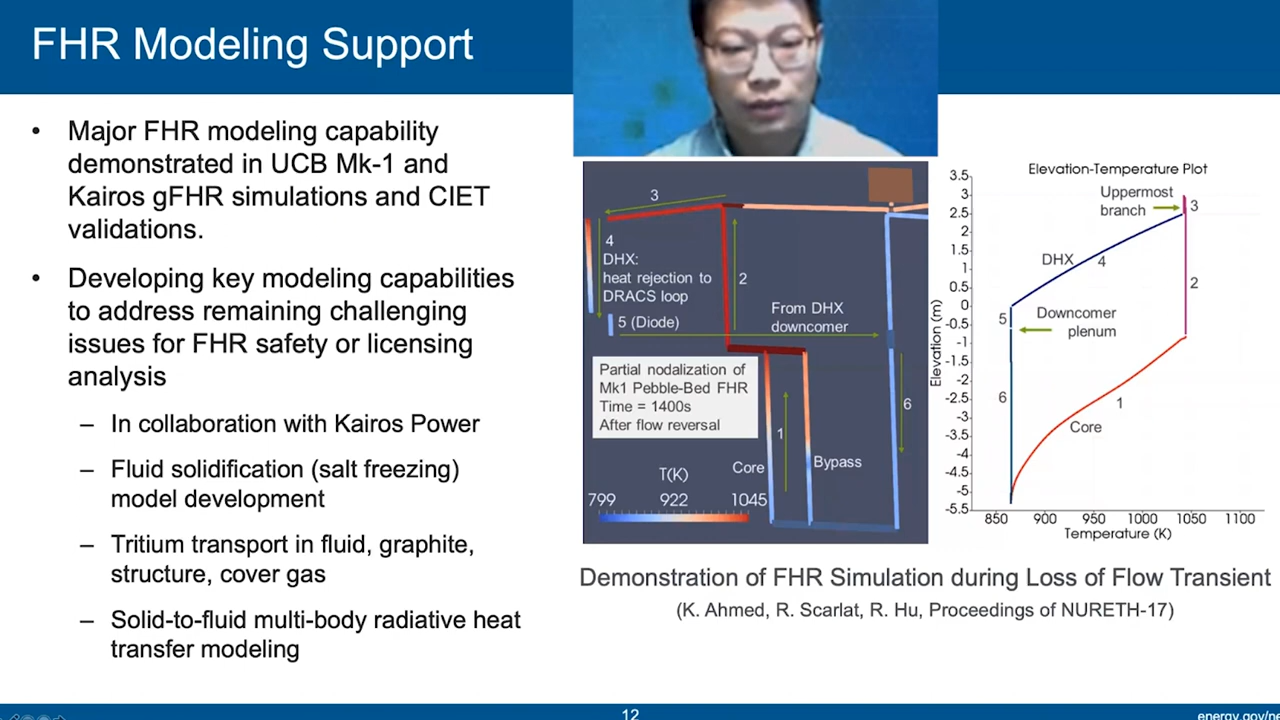 FHR Modeling Support
• Major FHR modeling capability
demonstrated in UCB Mk-1 and
Kairos gFHR simulations and CIET
validations.
• Developing key modeling capabilities
to address remaining challenging
issues for FHR safety or licensing
analysis
– In collaboration with Kairos Power
– Fluid solidification (salt freezing)
model development
– Tritium transport in fluid, graphite,
structure, cover gas
– Solid-to-fluid multi-body radiative heat
transfer modeling
3
4
DHX:
heat rejection to
DRACS loop
5 (Diode)
2
From DHX
downcomer
Partial nodalization of
Mk1 Pebble-Bed FHR
Time = 1400s
After flow reversal
1
6
Core
Bypass
T(K)
799 922 1045
Elevation-Temperature Plot
Elevation (m)
3.5
3
2.5
2
1.5
1
0.5
0
-0.5
-1
-1.5
-2
-2.5
-3
-3.5
-4
-4.5
-5
-5.5
Uppermost
branch
3
DHX
4
2
5
Downcomer
plenum
6
1
Core
850 900 950 1000 1050 1100
Temperature (K)
Demonstration of FHR Simulation during Loss of Flow Transient
(K. Ahmed, R. Scarlat, R. Hu, Proceedings of NURETH-17)
12
energy.gov/ne